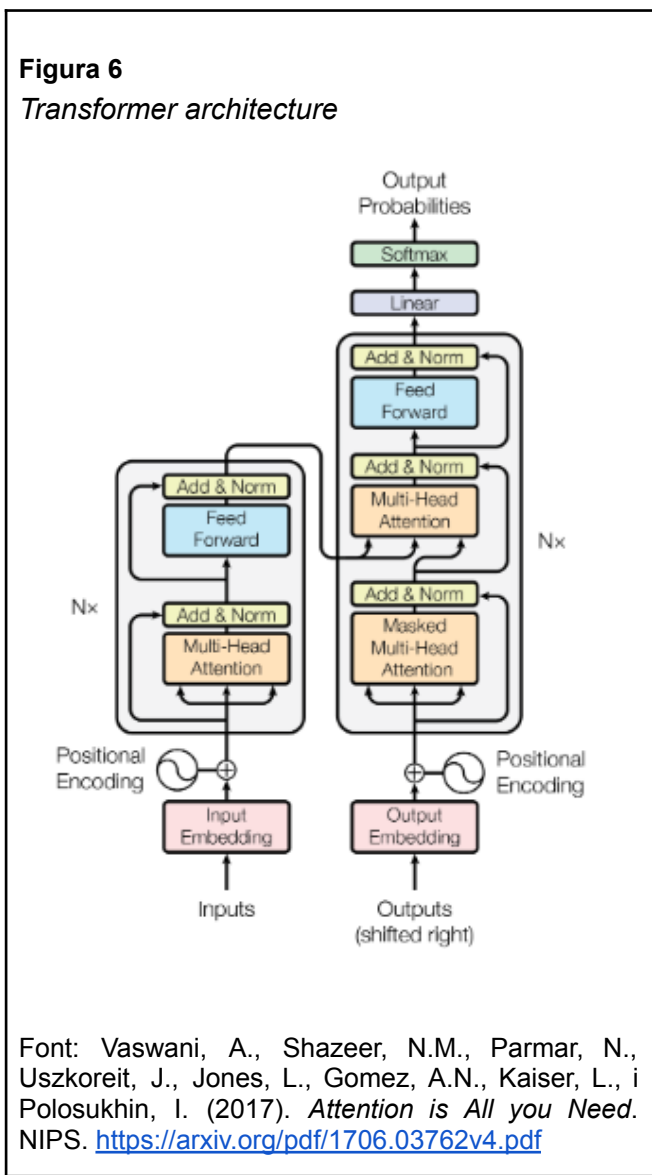 Figura 6
Transformer architecture
Output
Probabilities
Softmax
Linear
Add & Norm
Feed
Forward
Add & Norm
Multi-Head
Attention
Add & Norm
Masked
Multi-Head
Attention
Nx
Add & Norm
Feed
Forward
Add & Norm
Multi-Head
Attention
Nx
Positional
Encoding
Positional
Encoding
Input
Embedding
Output
Embedding
Inputs
Outputs
(shifted right)
Font: Vaswani, A., Shazeer, N.M., Parmar, N.,
Uszkoreit, J., Jones, L., Gomez, A.N., Kaiser, L., i
Polosukhin, I. (2017). Attention is All you Need.
NIPS. https://arxiv.org/pdf/1706.03762v4.pdf